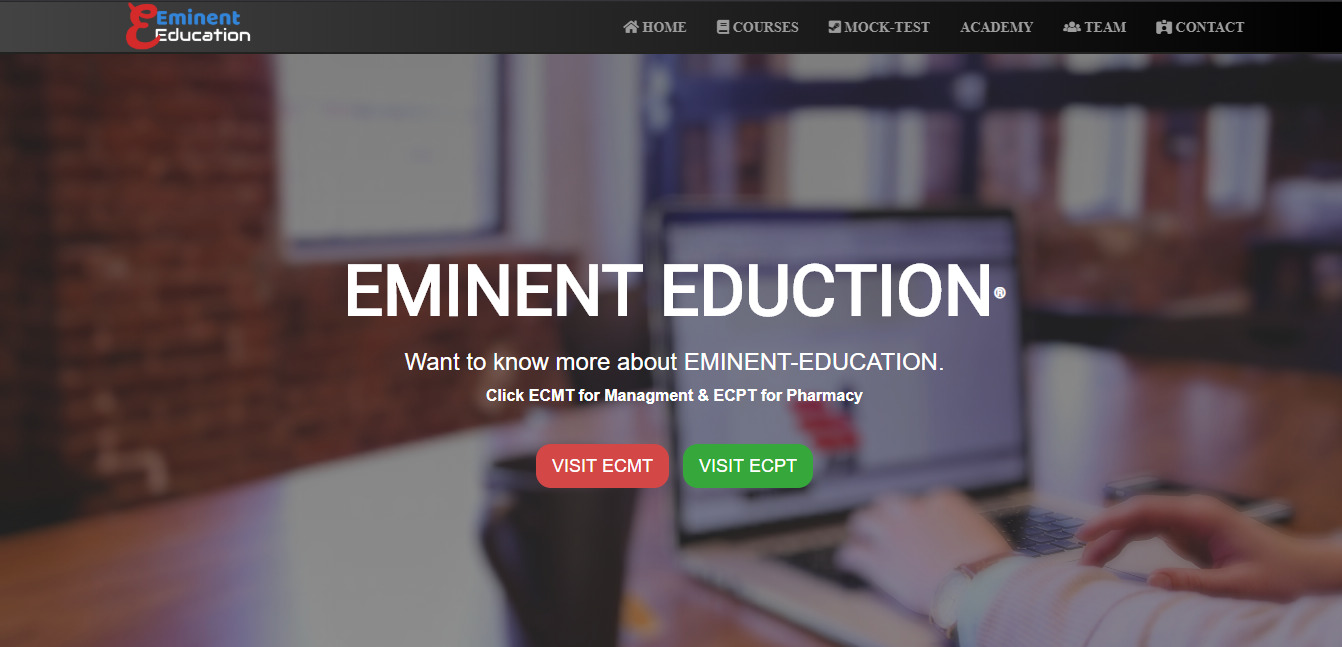 Eminent
Education
HOME COURSES MOCK-TEST ACADEMY TEAM CONTACT
EMINENT EDUCTION®
Want to know more about EMINENT-EDUCATION.
Click ECMT for Managment & ECPT for Pharmacy
VISIT ECMT VISIT ECPT